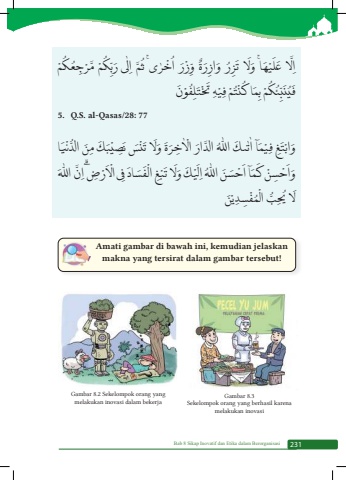 اِلَّا عَلَيْهَاۚ وَلَا تَزِرُ وَازِرَةٌ وِّزْرَ اُخْرٰىۚ ثُمَّ اِلٰى رَبِّكُمْ مَّرْجِعُكُمْ
فَيُنَبِّئُكُمْ بِمَا كُنْتُمْ فِيْهِ تَخْتَلِفُوْنَ
5. Q.S. al-Qasas/28: 77
وَابْتَغِ فِيْمَآ اٰتٰىكَ اللّٰهُ الدَّارَ الْاٰخِرَةَ وَلَا تَنْسَ نَصِيْبَكَ مِنَ الدُّنْيَا
وَاَحْسِنْ كَمَآ اَحْسَنَ اللّٰهُ اِلَيْكَ وَلَا تَبْغِ الْفَسَادَ فِى الْاَرْضِۗ اِنَّ اللّٰهَ
لَا يُحِبُّ الْمُفْسِدِيْنَ
Amati gambar di bawah ini, kemudian jelaskan
makna yang tersirat dalam gambar tersebut!
PECEL YU JUM
Gambar 8.2 Sekelompok orang yang
melakukan inovasi dalam bekerja
Gambar 8.3
Sekelompok orang yang berhasil karena
melakukan inovasi
Bab 8 Sikap Inovatif dan Etika dalam Berorganisasi 231